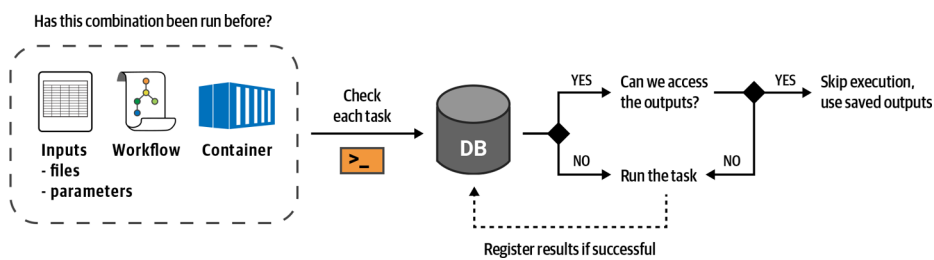 Has this combination been run before?
Inputs
- files
- parameters
Workflow
Container
Check
each task
>_
DB
YES
NO
Can we access
the outputs?
Run the task
YES
NO
Skip execution,
use saved outputs
Register results if successful